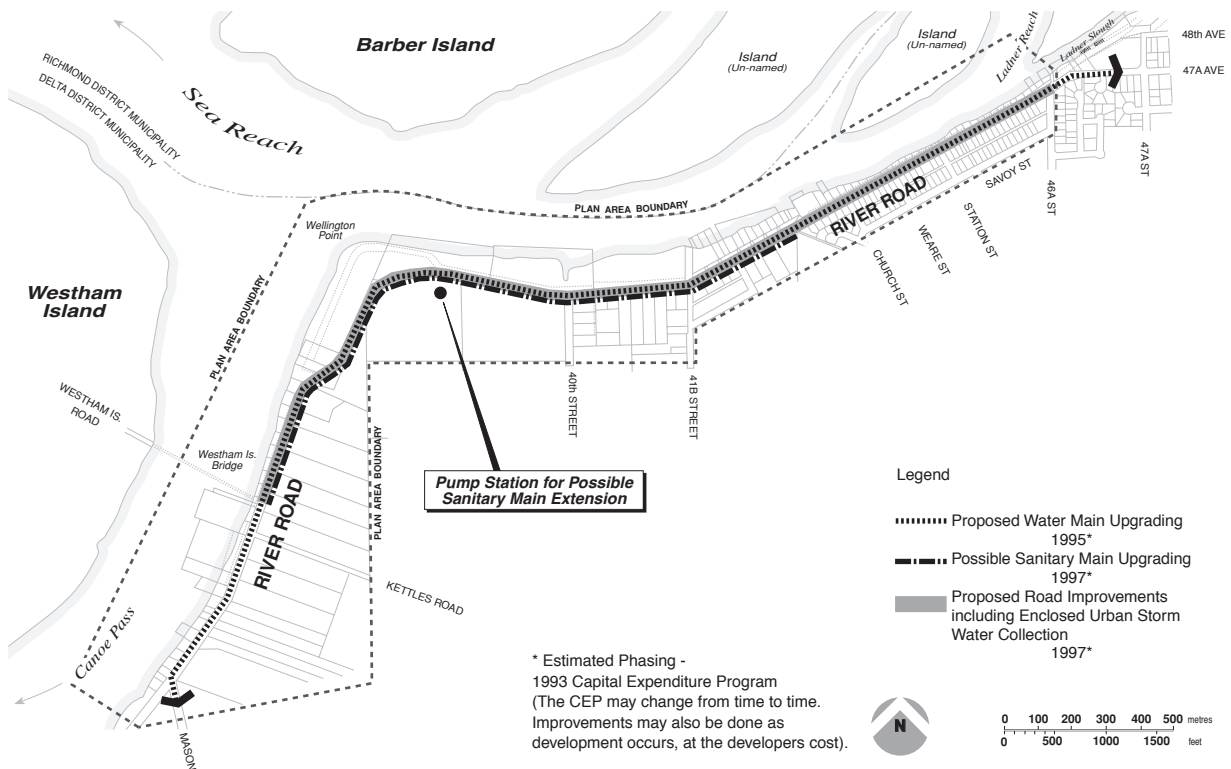 Barber Island
Island
(Un-named)
Island
(Un-named)
Ladner Reach
Ladner Slough
48th AVE
47A AVE
RICHMOND DISTRICT MUNICIPALITY
DELTA DISTRICT MUNICIPALITY
Sea Reach
47A ST
46A ST
SAVOY ST
STATION ST
WEARE ST
CHURCH ST
RIVER ROAD
PLAN AREA BOUNDARY
Wellington
Point
PLAN AREA BOUNDARY
Westham
Island
WESTHAM IS.
ROAD
Westham Is.
Bridge
40th STREET
41B STREET
PLAN AREA BOUNDARY
Pump Station for Possible
Sanitary Main Extension
RIVER ROAD
KETTLES ROAD
Canoe Pass
MASON
Legend
Proposed Water Main Upgrading
1995*
Possible Sanitary Main Upgrading
1997*
Proposed Road Improvements
including Enclosed Urban Storm
Water Collection
1997*
* Estimated Phasing -
1993 Capital Expenditure Program
(The CEP may change from time to time.
Improvements may also be done as
development occurs, at the developers cost).
N
0 100 200 300 400 500 metres
0 500 1000 1500 feet